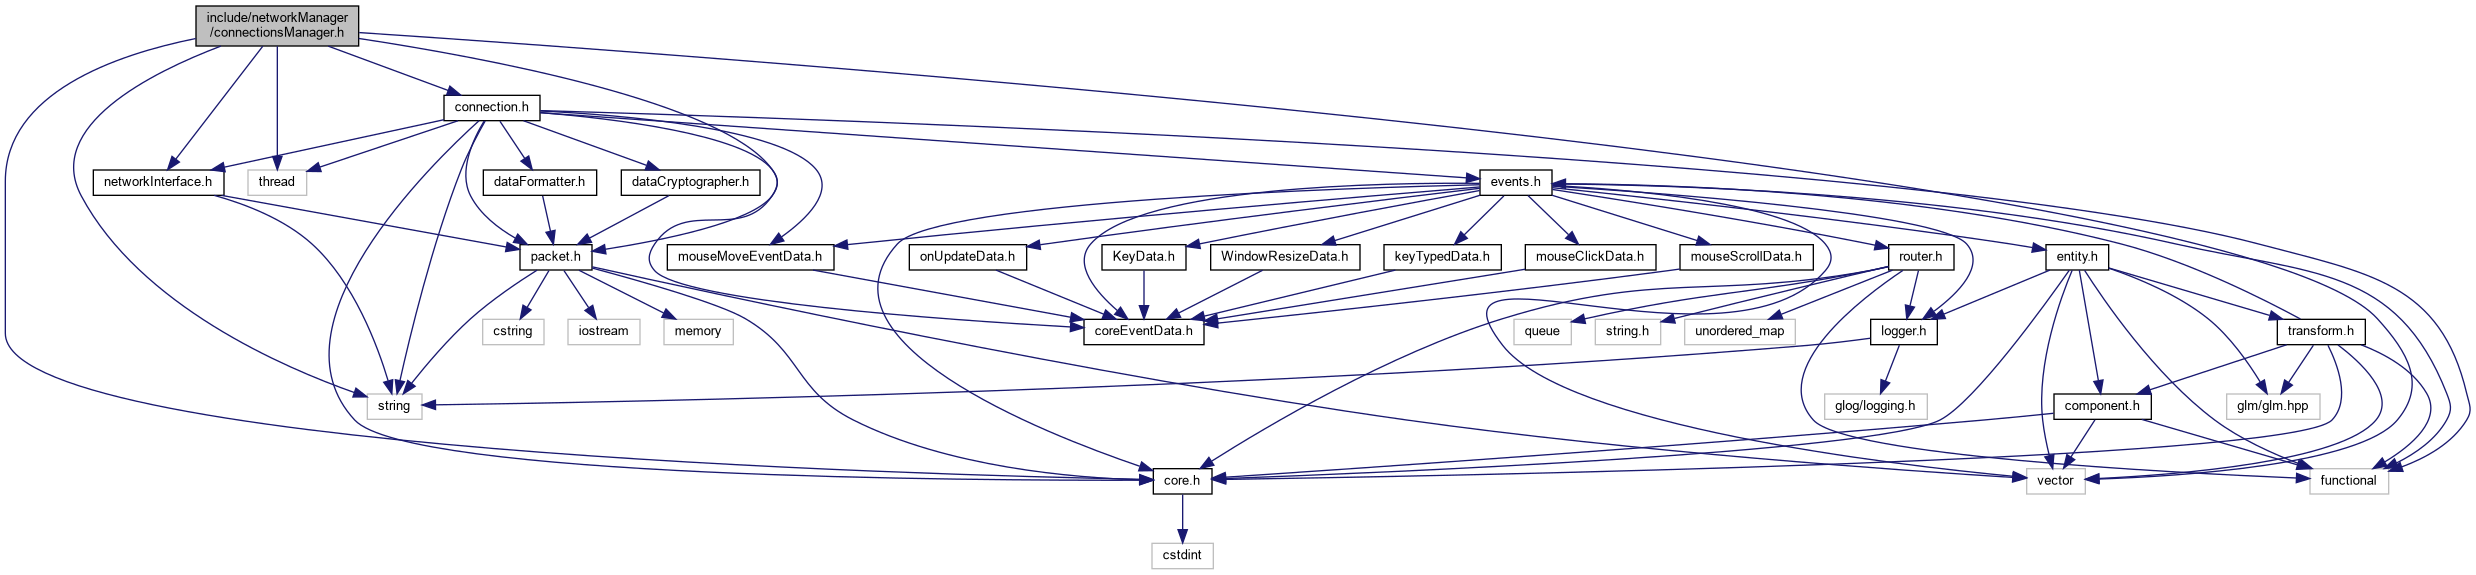 include/networkManager
/connectionsManager.h
connection.h
networkInterface.h
thread
dataFormatter.h
dataCryptographer.h
events.h
packet.h
mouseMoveEventData.h
onUpdateData.h
KeyData.h
WindowResizeData.h
keyTypedData.h
mouseClickData.h
mouseScrollData.h
router.h
entity.h
cstring
iostream
memory
coreEventData.h
queue
string.h
unordered_map
logger.h
transform.h
string
glog/logging.h
component.h
glm/glm.hpp
core.h
vector
functional
cstdint